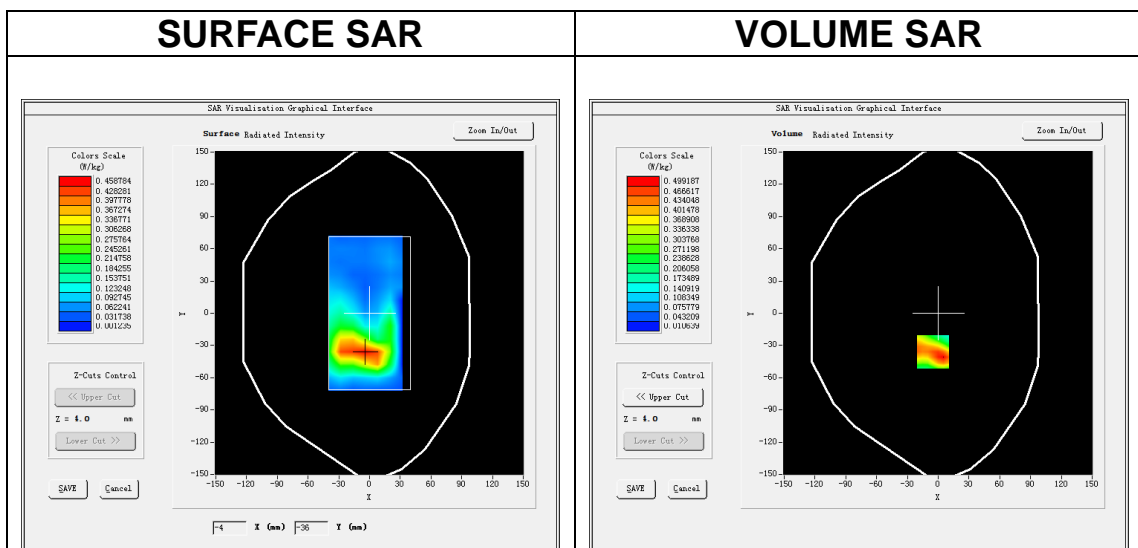 SURFACE SAR
VOLUME SAR
SAR Visualisation Graphical Interface
Surface Radiated Intensity
Zoom In/Out
Colors Scale
(W/kg)
0.458784
0.428281
0.397778
0.367274
0.336771
0.306268
0.275764
0.245261
0.214758
0.184255
0.153751
0.123248
0.092745
0.062241
0.031738
0.001235
150
120
90
60
30
0
-30
-60
-90
-120
-150
Y
-150 -120 -90 -60 -30 0 30 60 90 120 150
X
Z-Cuts Control
<< Upper Cut
Z = 4.0 mm
Lower Cut >>
SAVE Cancel
-4 X (mm) -36 Y (mm)
SAR Visualisation Graphical Interface
Volume Radiated Intensity
Zoom In/Out
Colors Scale
(W/kg)
0.499187
0.466617
0.434048
0.401478
0.368908
0.336338
0.303768
0.271198
0.238628
0.206058
0.173489
0.140919
0.108349
0.075779
0.043209
0.010639
150
120
90
60
30
0
-30
-60
-90
-120
-150
Y
-150 -120 -90 -60 -30 0 30 60 90 120 150
X
Z-Cuts Control
<< Upper Cut
Z = 4.0 mm
Lower Cut >>
SAVE Cancel